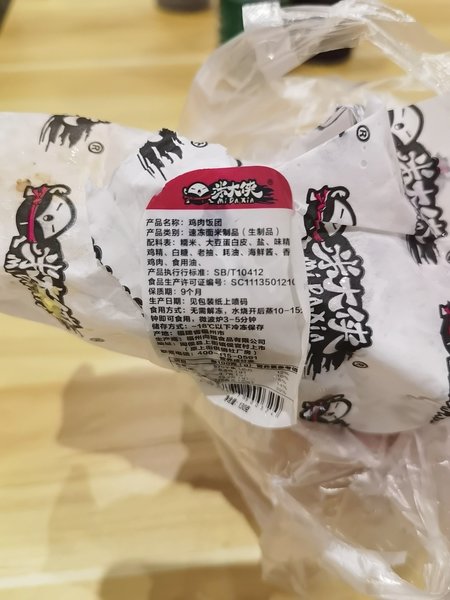 米大侠
MiDaXia
产品名称：鸡肉饭团
产品类别：速冻面米制品（生制品）
配料表：糯米、大豆蛋白皮、盐、味精
鸡精、白糖、老抽、耗油、海鲜酱、香
鸡肉、食用油。
产品执行行标准：SB/T10412
食品生产许可证编号：SC1113501210
保质期：9个月
生产日期：见包装纸上喷码
食用方式：无需解冻，水烧开后蒸10-15
钟即可食用，微波炉3-5分钟
储存方式：-18℃以下冷冻保存
米大侠
MiDaXia
®
®